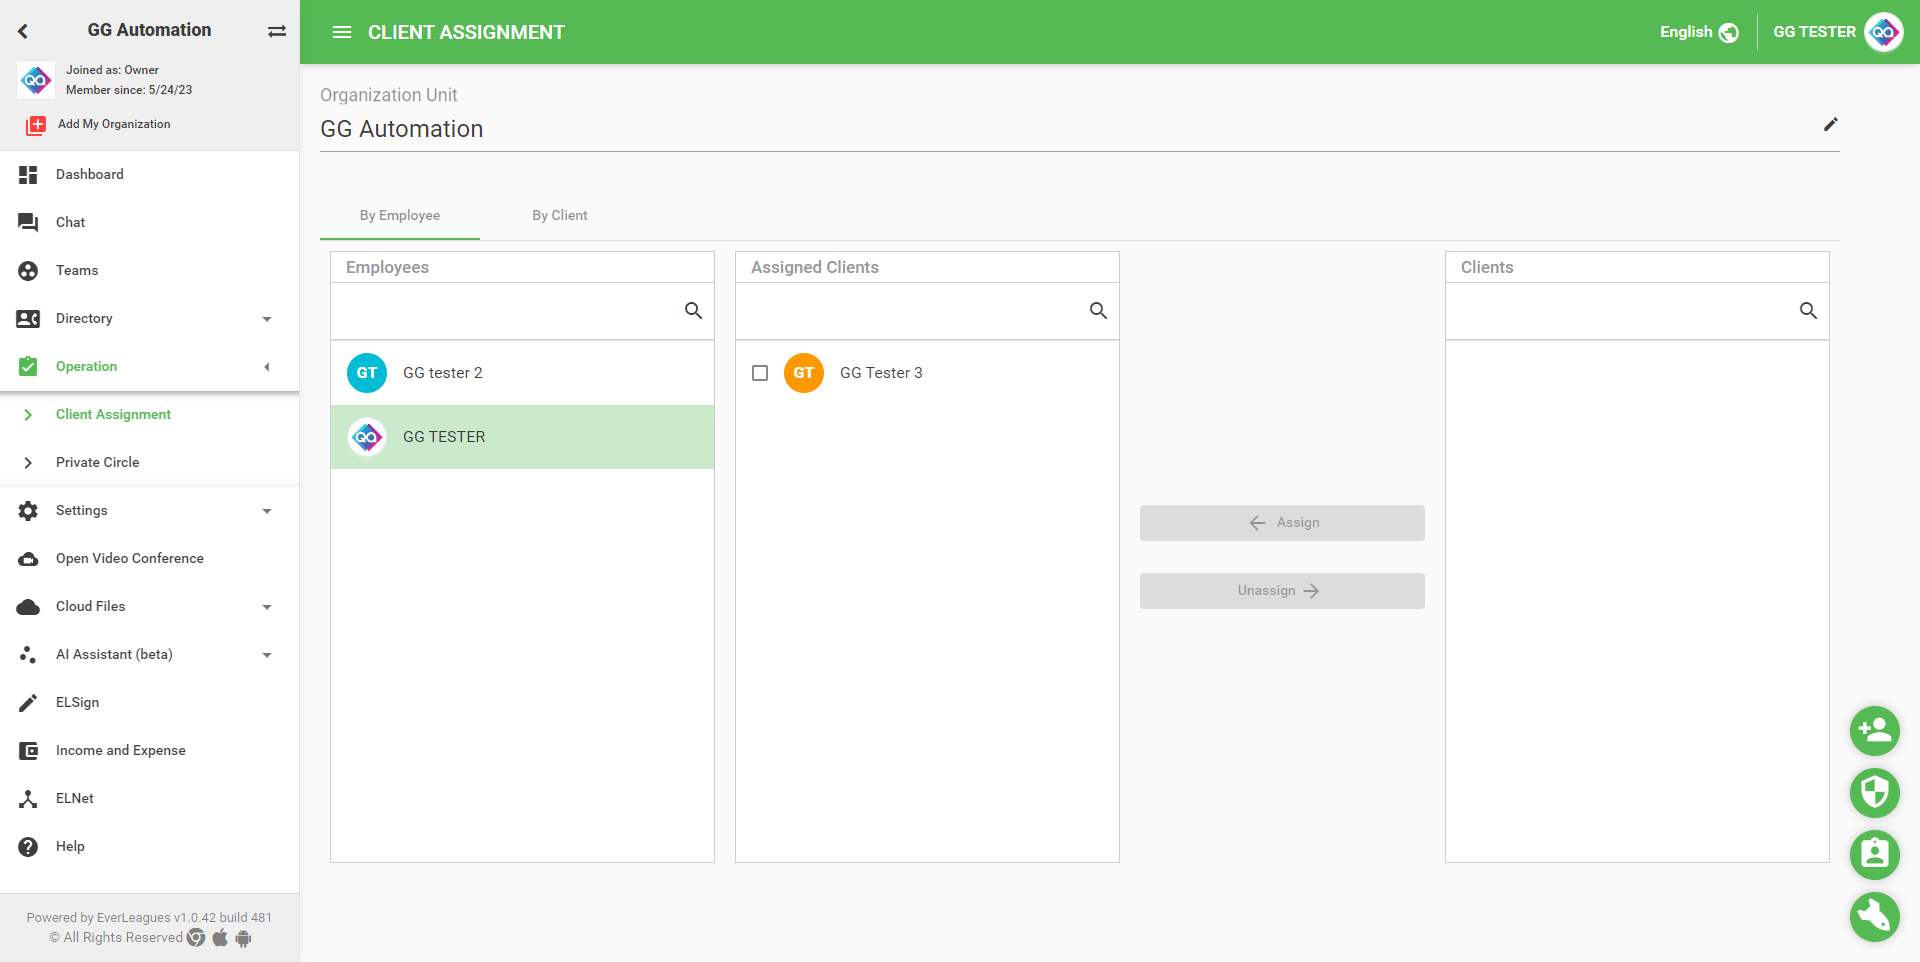 GG Automation
Joined as: Owner
Member since: 5/24/23
Add My Organization
Dashboard
Chat
Teams
Directory
Operation
Client Assignment
Private Circle
Settings
Open Video Conference
Cloud Files
AI Assistant (beta)
ELSign
Income and Expense
ELNet
Help
Powered by EverLeagues v1.0.42 build 481
© All Rights Reserved
CLIENT ASSIGNMENT
English
GG TESTER
QA
Organization Unit
GG Automation
By Employee
By Client
Employees
GT
GG tester 2
QA
GG TESTER
Assigned Clients
GT
GG Tester 3
Assign
Unassign
Clients